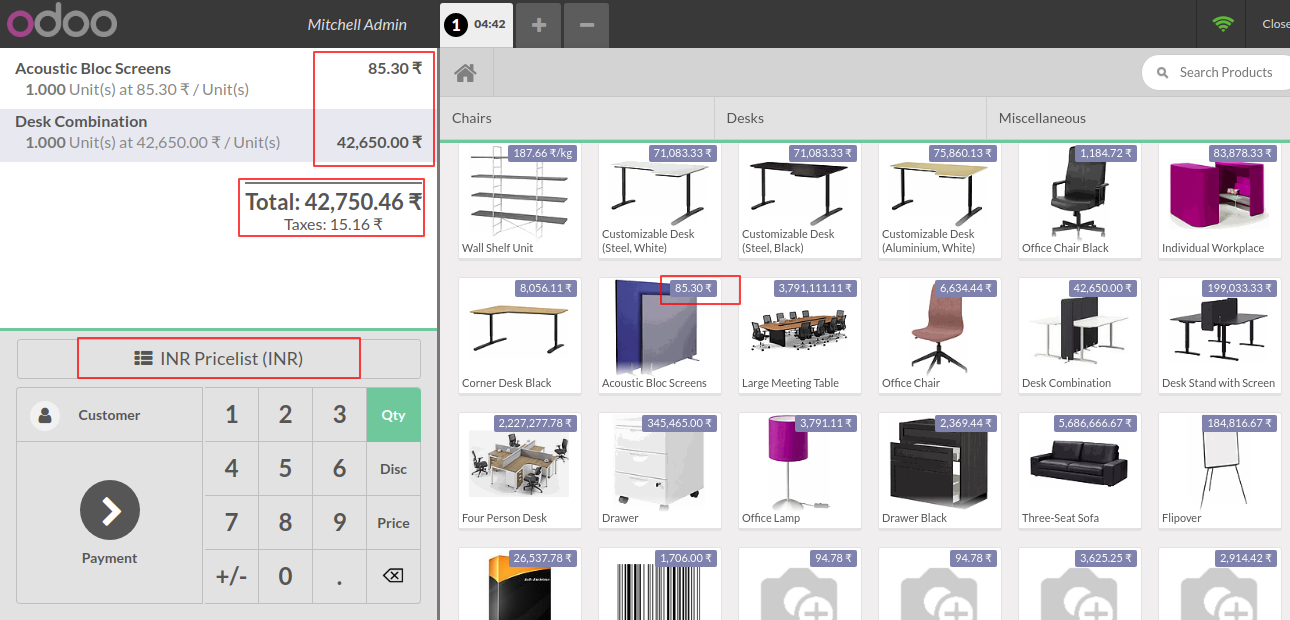 odoo
Mitchell Admin
1 04:42
Close
Acoustic Bloc Screens 85.30 ₹
1.000 Unit(s) at 85.30 ₹ / Unit(s)
Desk Combination
1.000 Unit(s) at 42,650.00 ₹ / Unit(s) 42,650.00 ₹
Total: 42,750.46 ₹
Taxes: 15.16 ₹
INR Pricelist (INR)
Customer
Payment
1 2 3 Qty
4 5 6 Disc
7 8 9 Price
+/- 0 .
Search Products
Chairs Desks Miscellaneous
187.66 ₹/kg
Wall Shelf Unit
71,083.33 ₹
Customizable Desk
(Steel, White)
71,083.33 ₹
Customizable Desk
(Steel, Black)
75,860.13 ₹
Customizable Desk
(Aluminium, White)
1,184.72 ₹
Office Chair Black
83,878.33 ₹
Individual Workplace
8,056.11 ₹
Corner Desk Black
85.30 ₹
Acoustic Bloc Screens
3,791,111.11 ₹
Large Meeting Table
6,634.44 ₹
Office Chair
42,650.00 ₹
Desk Combination
199,033.33 ₹
Desk Stand with Screen
2,227,277.78 ₹
Four Person Desk
345,465.00 ₹
Drawer
3,791.11 ₹
Office Lamp
2,369.44 ₹
Drawer Black
5,686,666.67 ₹
Three-Seat Sofa
184,816.67 ₹
Flipover
26,537.78 ₹
1,706.00 ₹
94.78 ₹
94.78 ₹
3,625.25 ₹
2,914.42 ₹